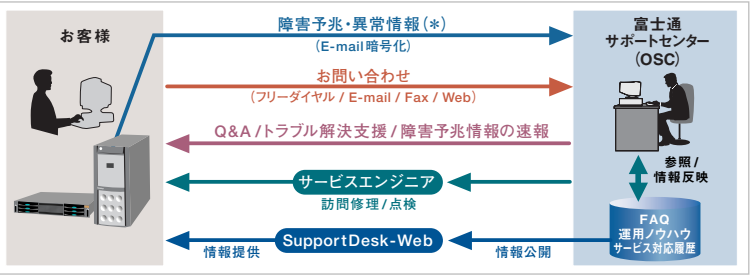 お客様
障害予兆・異常情報（＊）
（E-mail暗号化）
富士通
サポートセンター
（OSC）
お問い合わせ
（フリーダイヤル / E-mail / Fax / Web）
Q&A /トラブル解決支援 / 障害予兆情報の速報
サービスエンジニア
訪問修理/点検
参照/
情報反映
SupportDesk-Web
情報提供
情報公開
FAQ
運用ノウハウ
サービス対応履歴